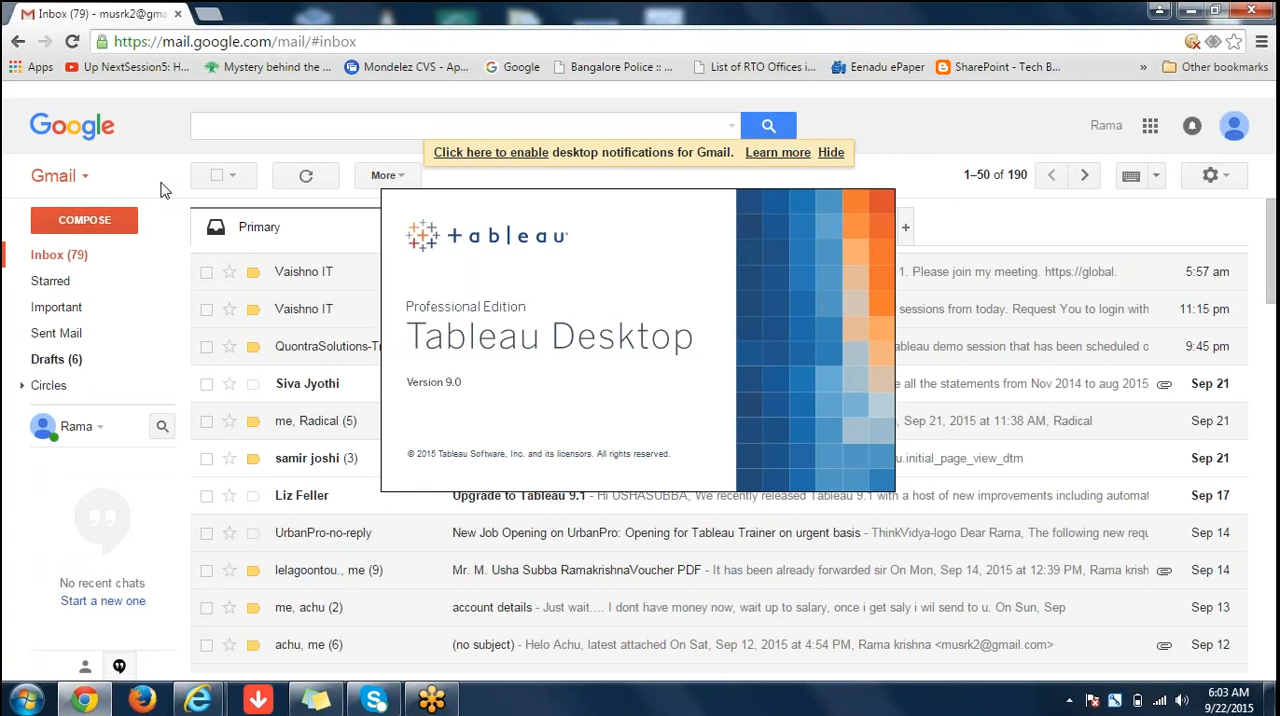 Inbox (79) - musrk2@gma
https://mail.google.com/mail/#inbox
Apps
Up NextSession5: H...
Mystery behind the ...
Mondelez CVS - Ap...
Google
Bangalore Police :: ...
List of RTO Offices i...
Eenadu ePaper
SharePoint - Tech B...
»
Other bookmarks
Google
Rama
Click here to enable desktop notifications for Gmail. Learn more Hide
Gmail
More
1–50 of 190
COMPOSE
Primary
+
Inbox (79)
Starred
Important
Sent Mail
Drafts (6)
Circles
Rama
No recent chats
Start a new one
Vaishno IT 1. Please join my meeting. https://global. 5:57 am
Vaishno IT sessions from today. Request You to login with 11:15 pm
QuontraSolutions-Tr ableau demo session that has been scheduled o 9:45 pm
Siva Jyothi e all the statements from Nov 2014 to aug 2015 Sep 21
me, Radical (5) , Sep 21, 2015 at 11:38 AM, Radical Sep 21
samir joshi (3) u.initial_page_view_dtm Sep 21
Liz Feller Upgrade to Tableau 9.1 - Hi USHASUBBA, We recently released Tableau 9.1 with a host of new improvements including automat Sep 17
UrbanPro-no-reply New Job Opening on UrbanPro: Opening for Tableau Trainer on urgent basis - ThinkVidya-logo Dear Rama, The following new requ Sep 14
lelagoontou., me (9) Mr. M. Usha Subba RamakrishnaVoucher PDF - It has been already forwarded sir On Mon, Sep 14, 2015 at 12:39 PM, Rama krish Sep 14
me, achu (2) account details - Just wait.... I dont have money now, wait up to salary, once i get saly i wil send to u. On Sun, Sep Sep 13
achu, me (6) (no subject) - Helo Achu, latest attached On Sat, Sep 12, 2015 at 4:54 PM, Rama krishna <musrk2@gmail.com> Sep 12
tableau
Professional Edition
Tableau Desktop
Version 9.0
© 2015 Tableau Software, Inc. and its licensors. All rights reserved.
6:03 AM
9/22/2015